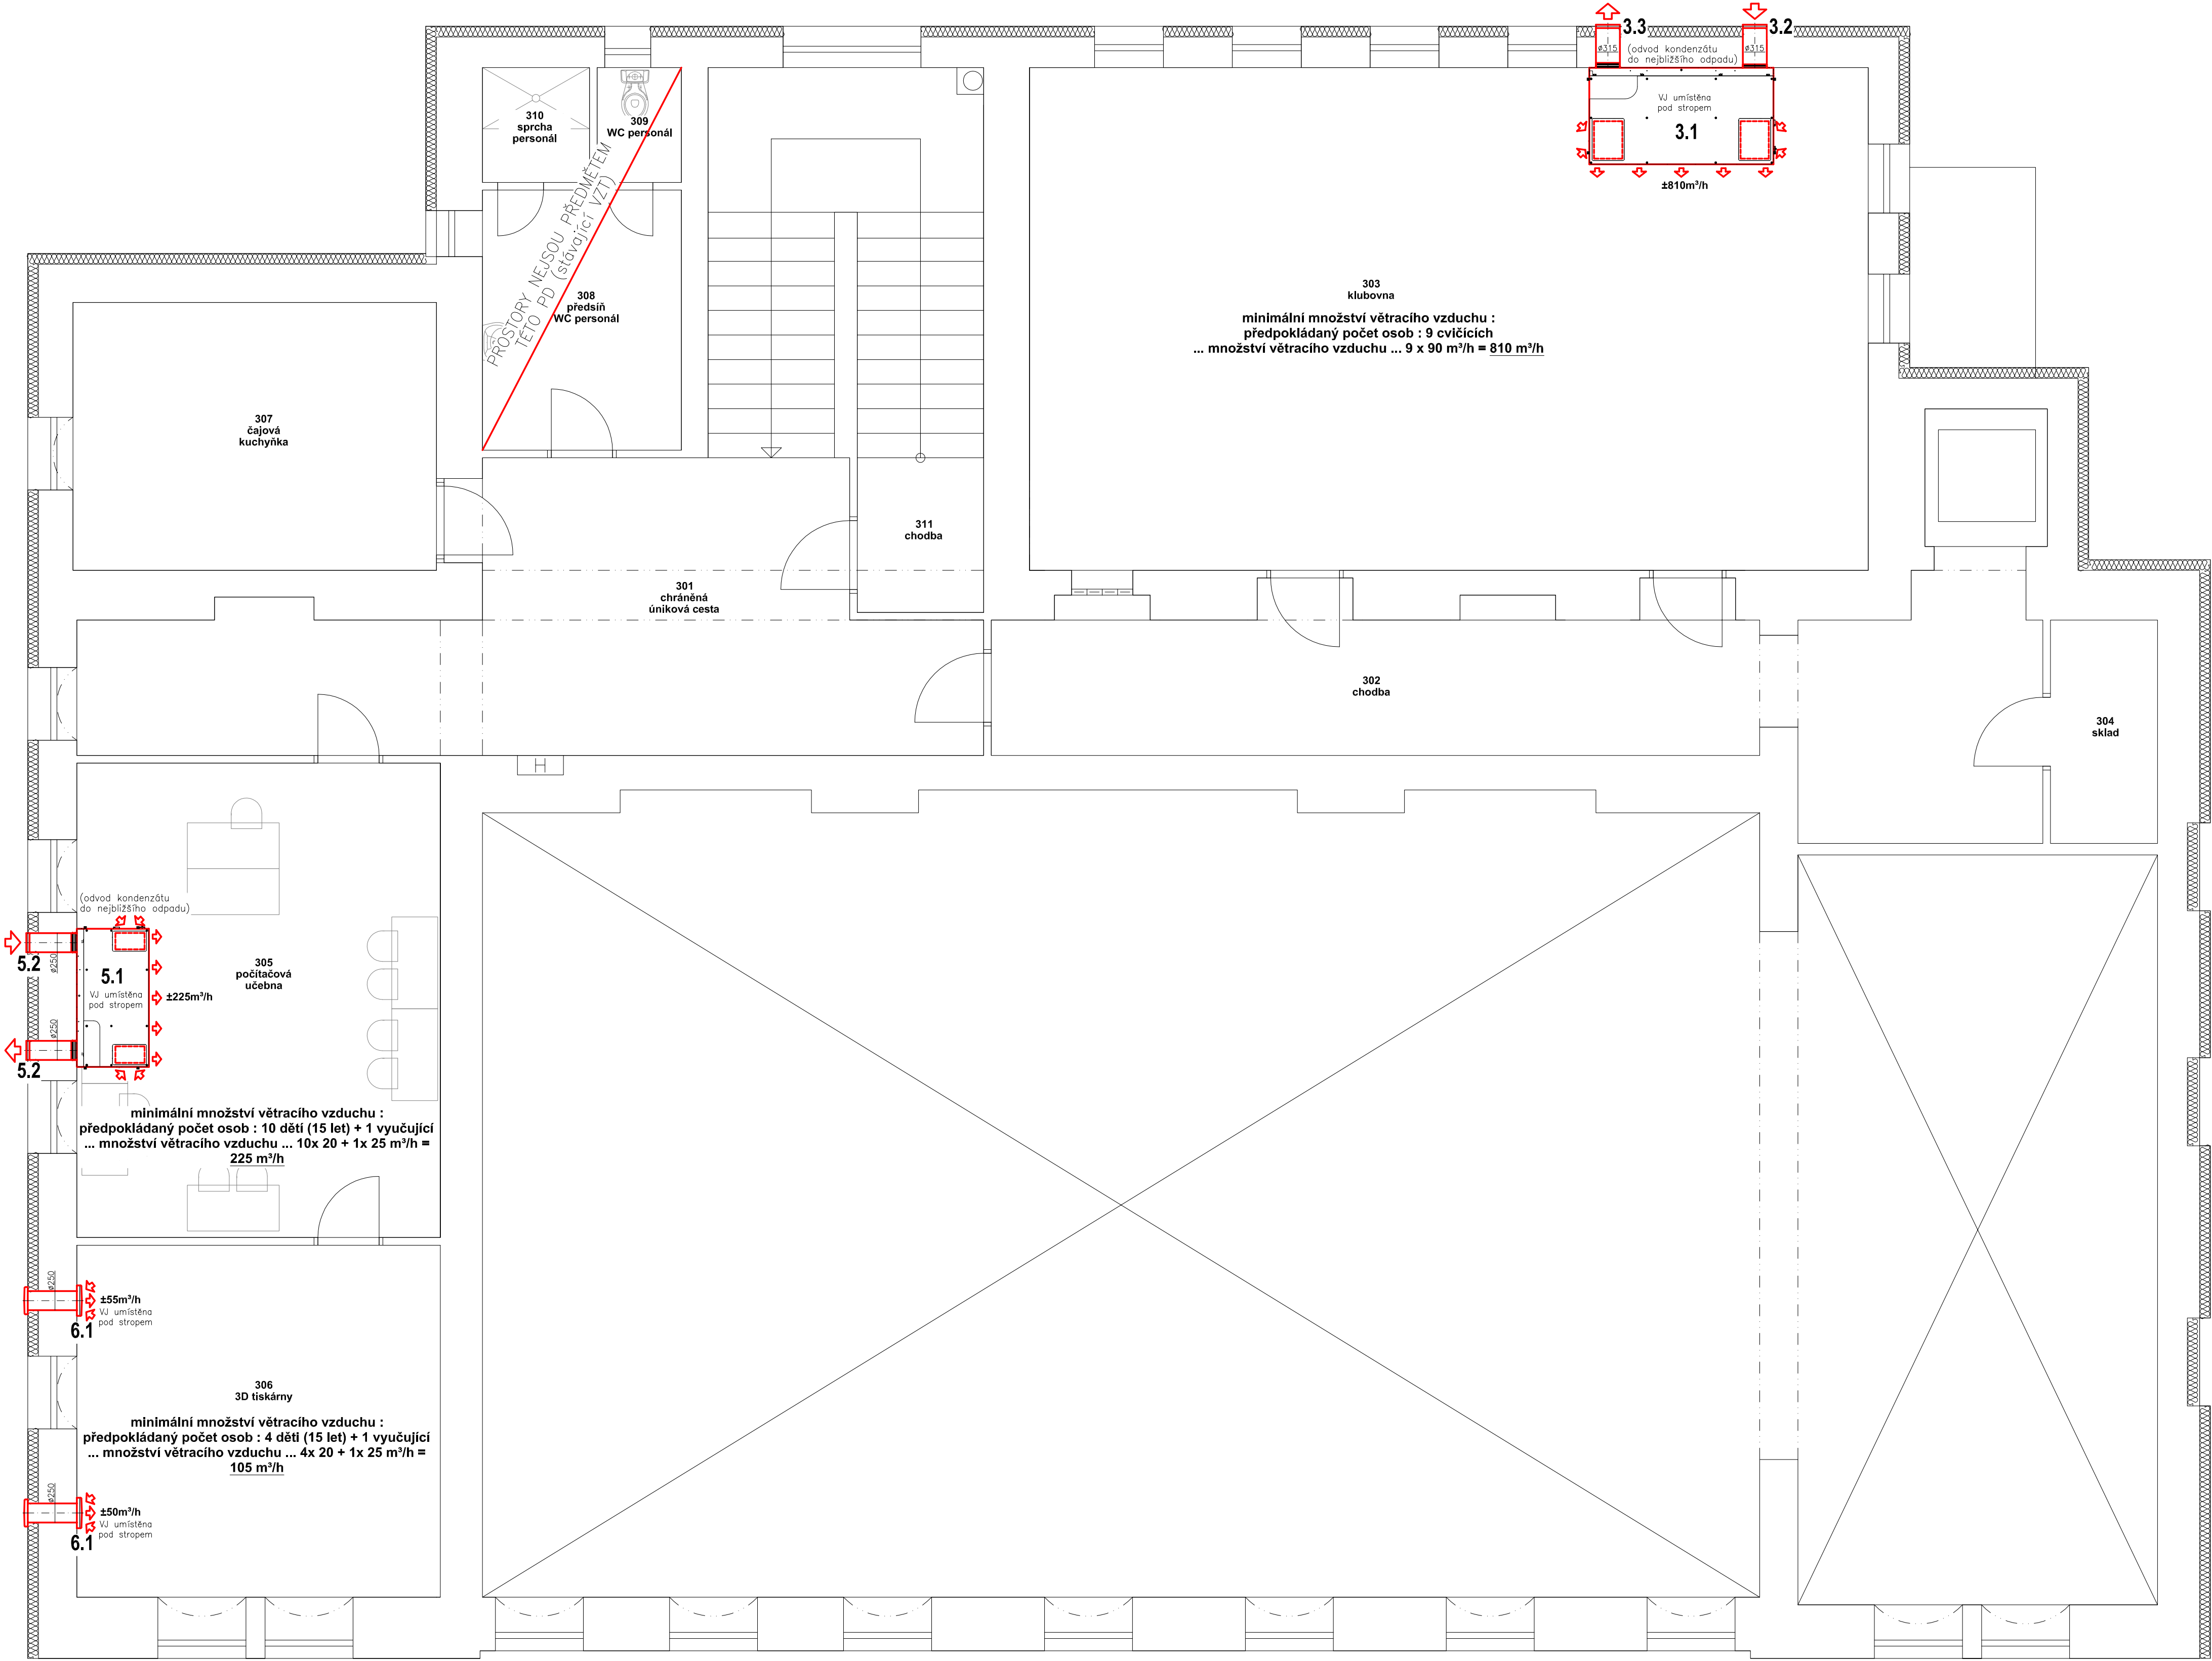 3.3
3.2
ø315
(odvod kondenzátu
do nejbližšího odpadu)
ø315
VJ umístěna
pod stropem
3.1
±810m³/h
310
sprcha
personál
309
WC personál
PROSTORY NEJSOU PŘEDMĚTEM
TÉTO PD (stávající VZT)
308
předsíň
WC personál
303
klubovna
minimální množství větracího vzduchu :
předpokládaný počet osob : 9 cvičících
... množství větracího vzduchu ... 9 x 90 m³/h = 810 m³/h
307
čajová
kuchyňka
311
chodba
301
chráněná
úniková cesta
302
chodba
304
sklad
H
(odvod kondenzátu
do nejbližšího odpadu)
5.2
ø250
5.1
VJ umístěna
pod stropem
±225m³/h
305
počítačová
učebna
ø250
5.2
minimální množství větracího vzduchu :
předpokládaný počet osob : 10 dětí (15 let) + 1 vyučující
... množství větracího vzduchu ... 10x 20 + 1x 25 m³/h =
225 m³/h
ø250
±55m³/h
VJ umístěna
pod stropem
6.1
306
3D tiskárny
minimální množství větracího vzduchu :
předpokládaný počet osob : 4 děti (15 let) + 1 vyučující
... množství větracího vzduchu ... 4x 20 + 1x 25 m³/h =
105 m³/h
ø250
±50m³/h
VJ umístěna
pod stropem
6.1